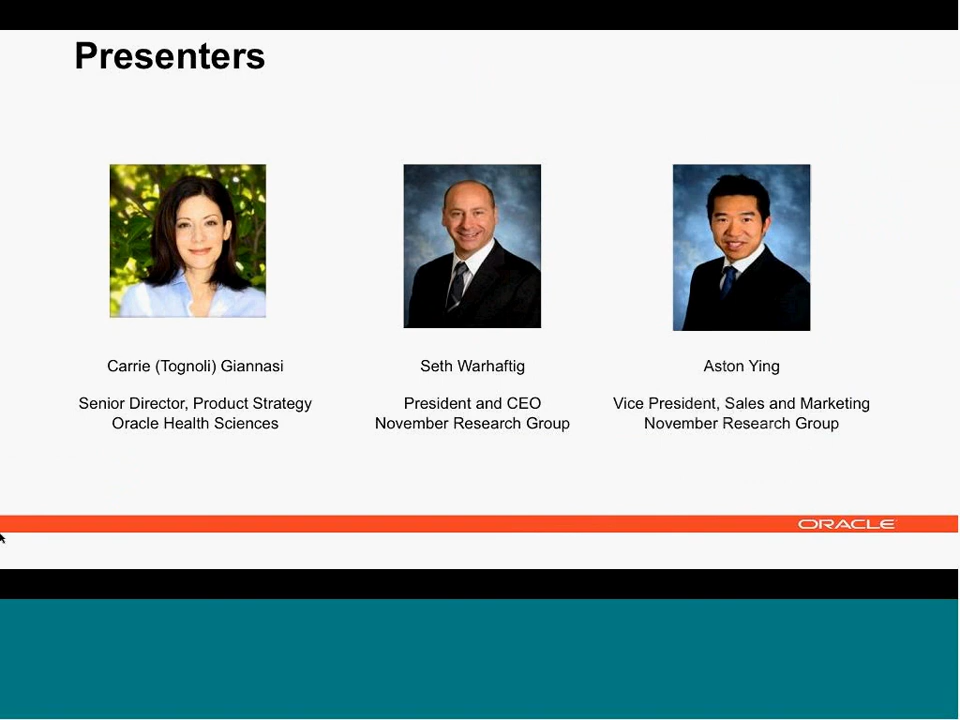 Presenters
Carrie (Tognoli) Giannasi
Senior Director, Product Strategy
Oracle Health Sciences
Seth Warhaftig
President and CEO
November Research Group
Aston Ying
Vice President, Sales and Marketing
November Research Group
ORACLE